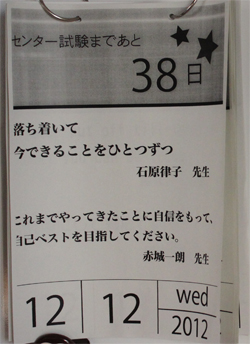 センター試験まであと
38日
落ち着いて
今できることをひとつずつ
石原律子 先生
これまでやってきたことに自信をもって、
自己ベストを目指してください。
赤城一朗 先生
12 12 wed
2012